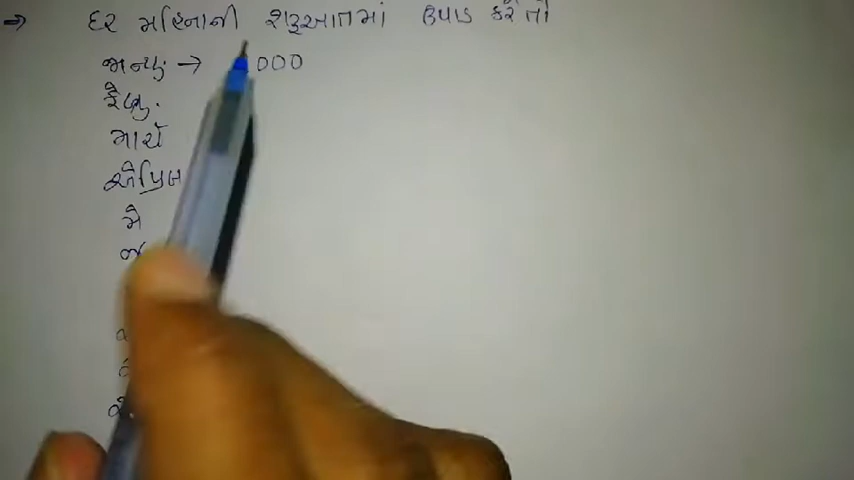 → દર મહિનાની શરૂઆતમાં ઉપાડ કરે તો
જાન્યુ → 000
ફેબ્રુ.
માર્ચ
એપ્રિલ
મે